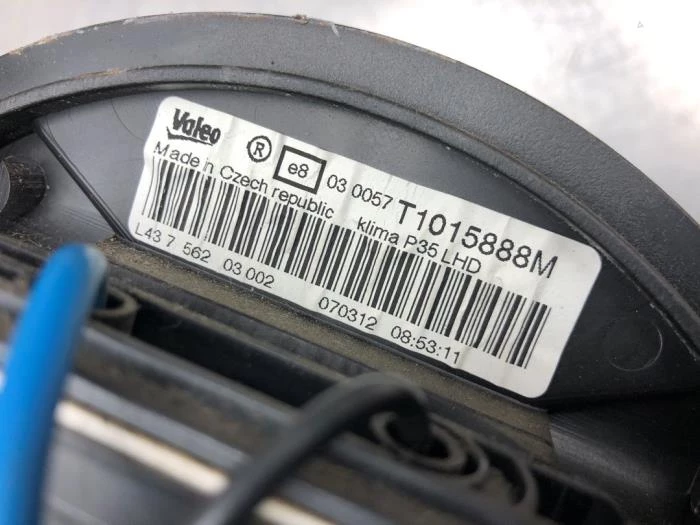 Valeo ® e8 03 0057 T1015888M
Made in Czech republic klima P35 LHD
L43 7 562 03 002 070312 08:53:11